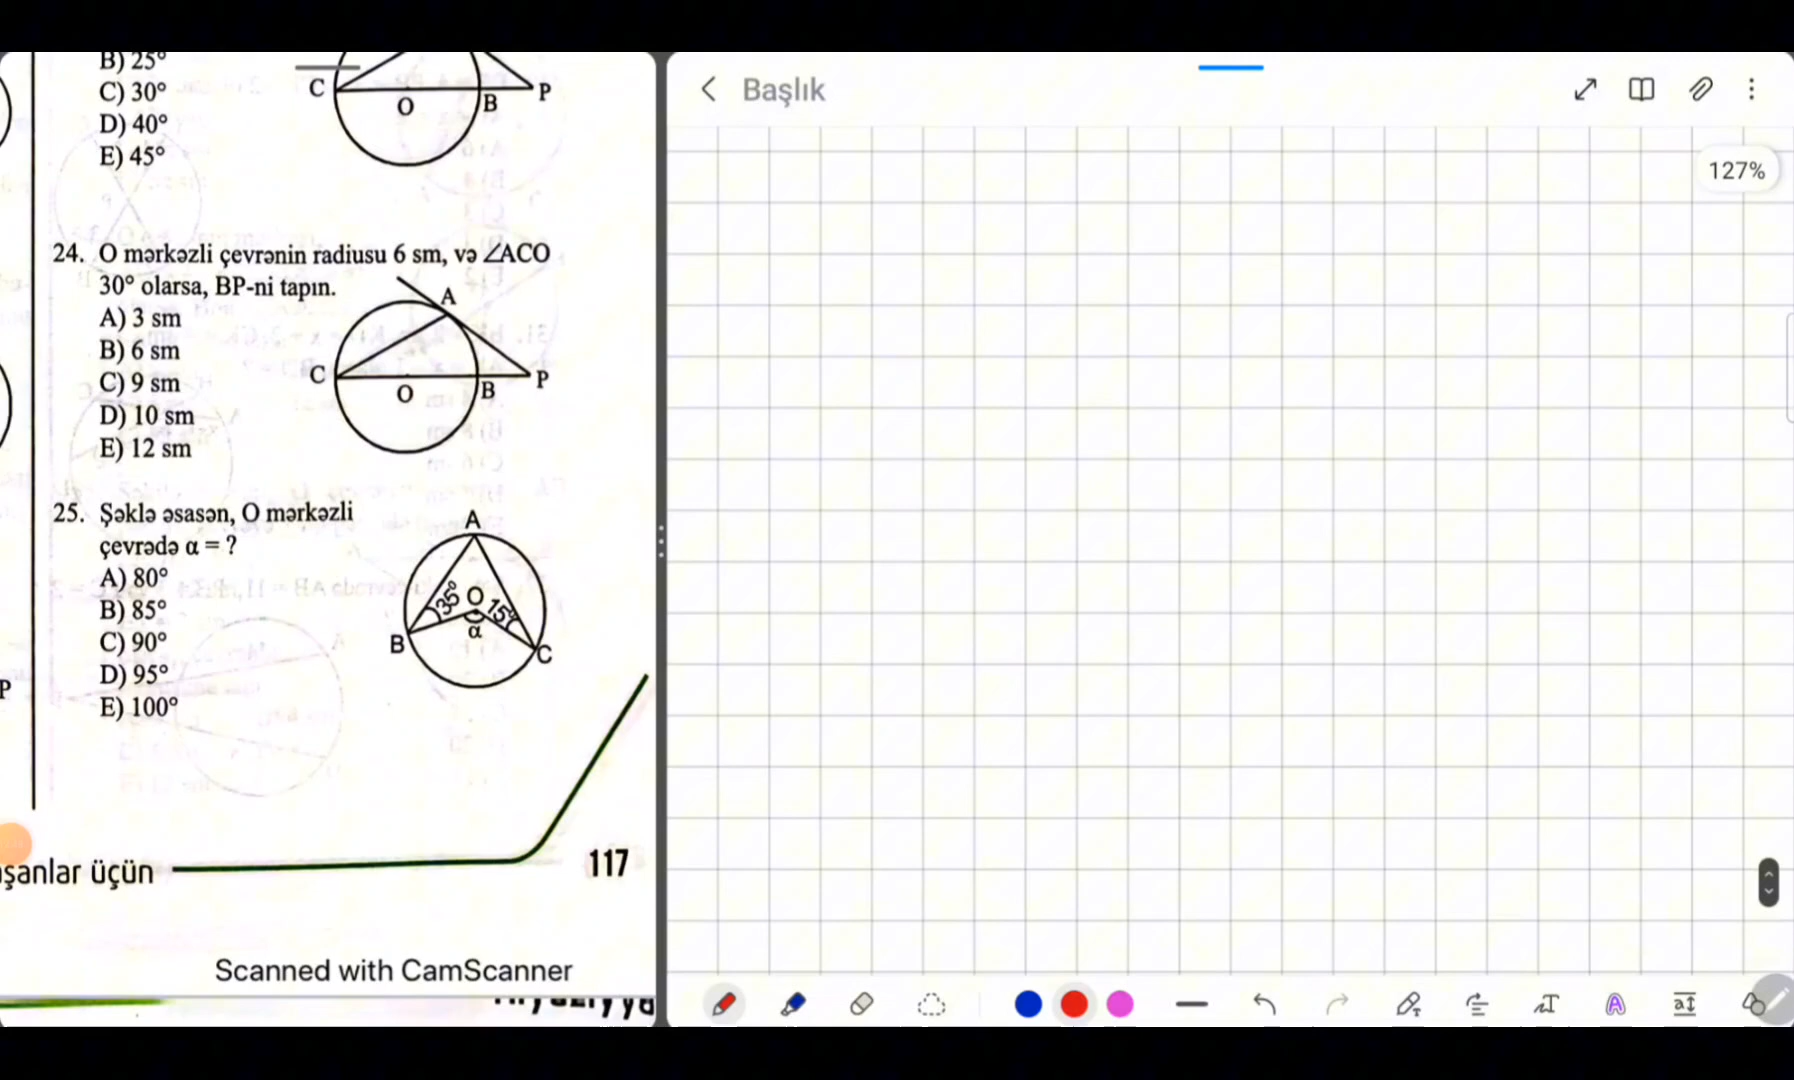 B) 25°
C) 30°
D) 40°
E) 45°
C
O
B
P
24. O mərkəzli çevrənin radiusu 6 sm, və ∠ACO
30° olarsa, BP-ni tapın.
A) 3 sm
B) 6 sm
C) 9 sm
D) 10 sm
E) 12 sm
A
C
O
B
P
25. Şəklə əsasən, O mərkəzli
çevrədə α = ?
A) 80°
B) 85°
C) 90°
D) 95°
E) 100°
A
35°
O
15°
α
B
C
P
şanlar üçün
117
Scanned with CamScanner
Başlık
127%